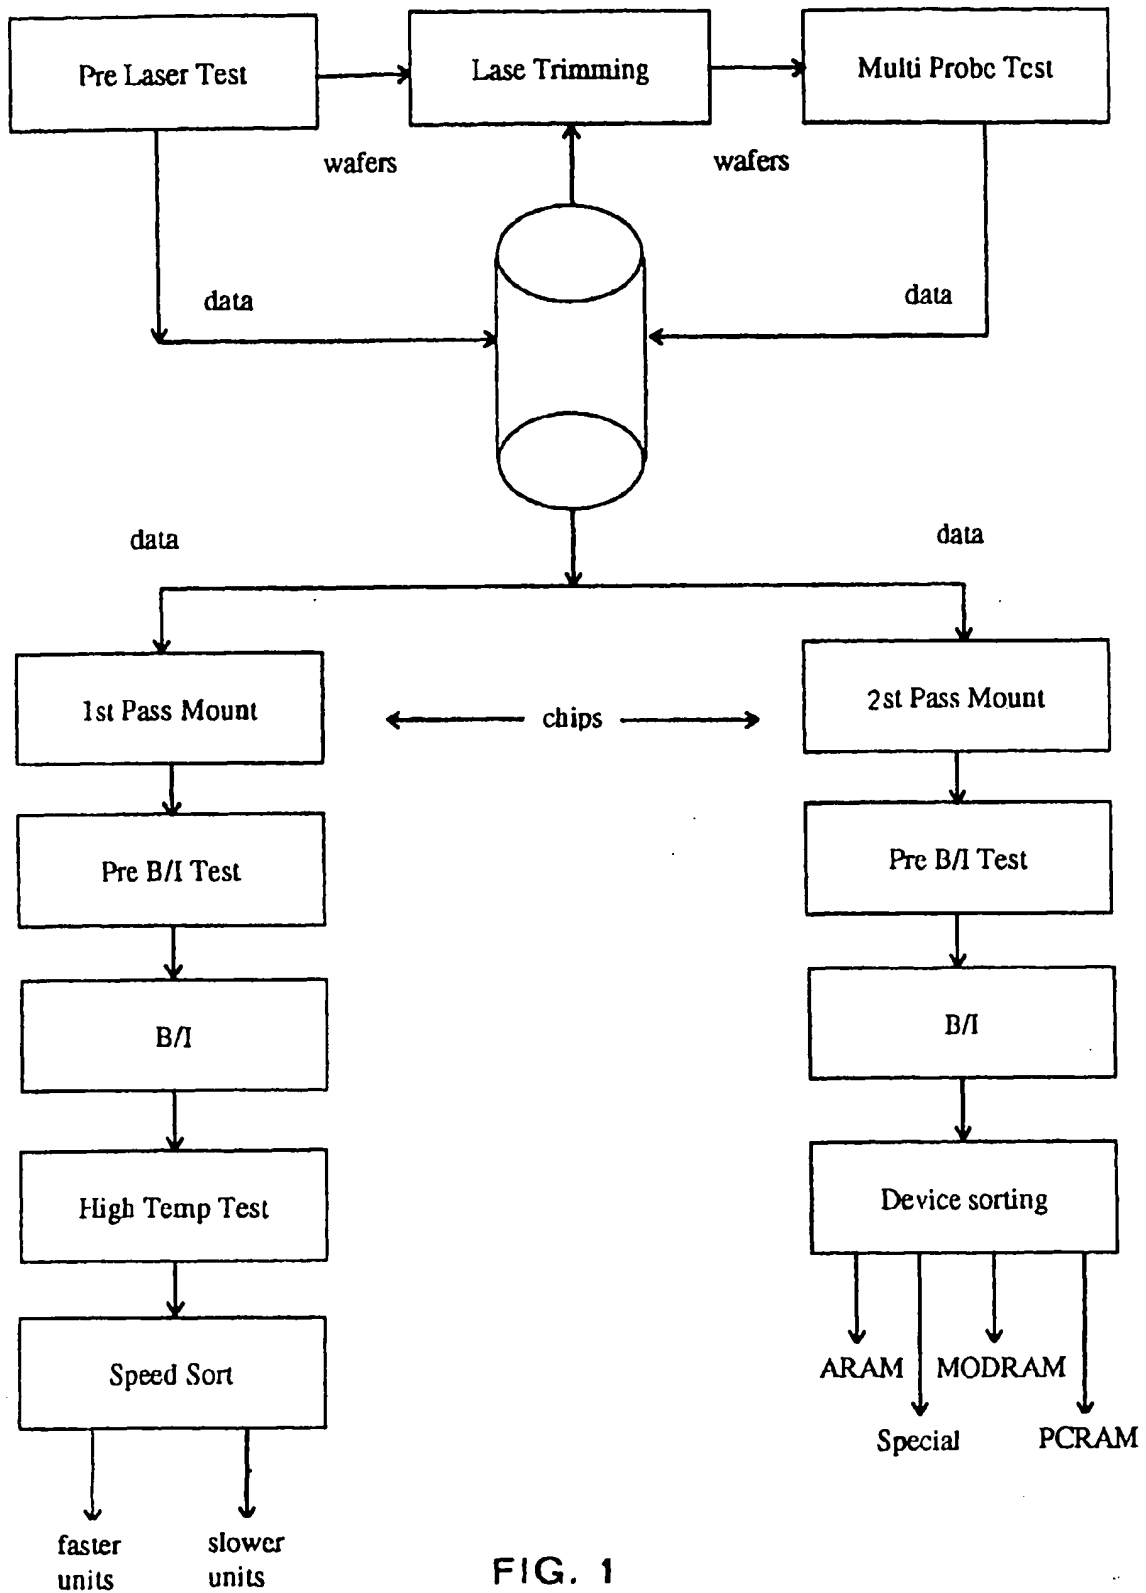 Pre Laser Test
Lase Trimming
Multi Probe Test
wafers
wafers
data
data
data
data
1st Pass Mount
chips
2st Pass Mount
Pre B/I Test
Pre B/I Test
B/I
B/I
High Temp Test
Device sorting
Speed Sort
ARAM
MODRAM
Special
PCRAM
faster
units
slower
units
FIG. 1